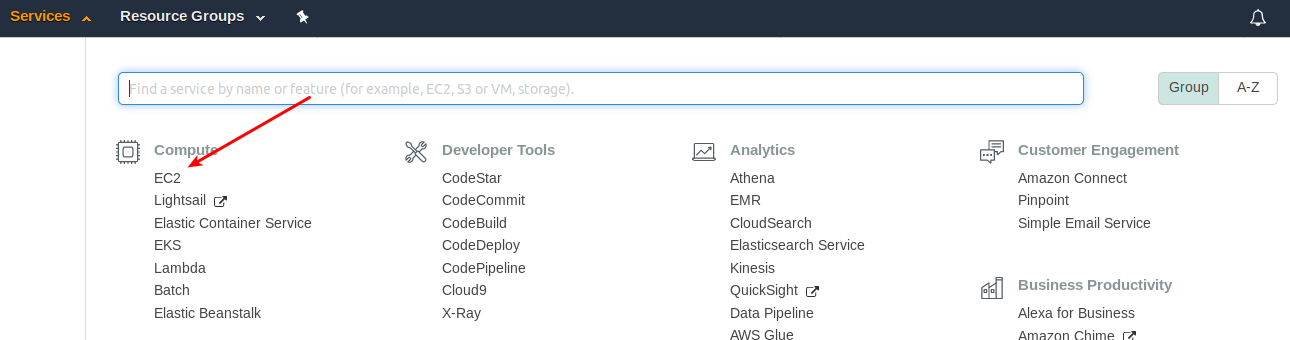 Services Resource Groups
Find a service by name or feature (for example, EC2, S3 or VM, storage).
Group A-Z
Compute
EC2
Lightsail
Elastic Container Service
EKS
Lambda
Batch
Elastic Beanstalk
Developer Tools
CodeStar
CodeCommit
CodeBuild
CodeDeploy
CodePipeline
Cloud9
X-Ray
Analytics
Athena
EMR
CloudSearch
Elasticsearch Service
Kinesis
QuickSight
Data Pipeline
AWS Glue
Customer Engagement
Amazon Connect
Pinpoint
Simple Email Service
Business Productivity
Alexa for Business
Amazon Chime